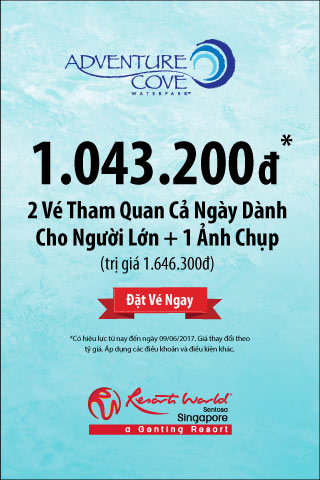 ADVENTURE
COVE
WATERPARK™
1.043.200đ*
2 Vé Tham Quan Cả Ngày Dành
Cho Người Lớn + 1 Ảnh Chụp
(trị giá 1.646.300đ)
Đặt Vé Ngay
*Có hiệu lực từ nay đến ngày 09/06/2017. Giá thay đổi theo
tỷ giá. Áp dụng các điều khoản và điều kiện khác.
Resorts World™
Sentosa
Singapore
a Genting Resort